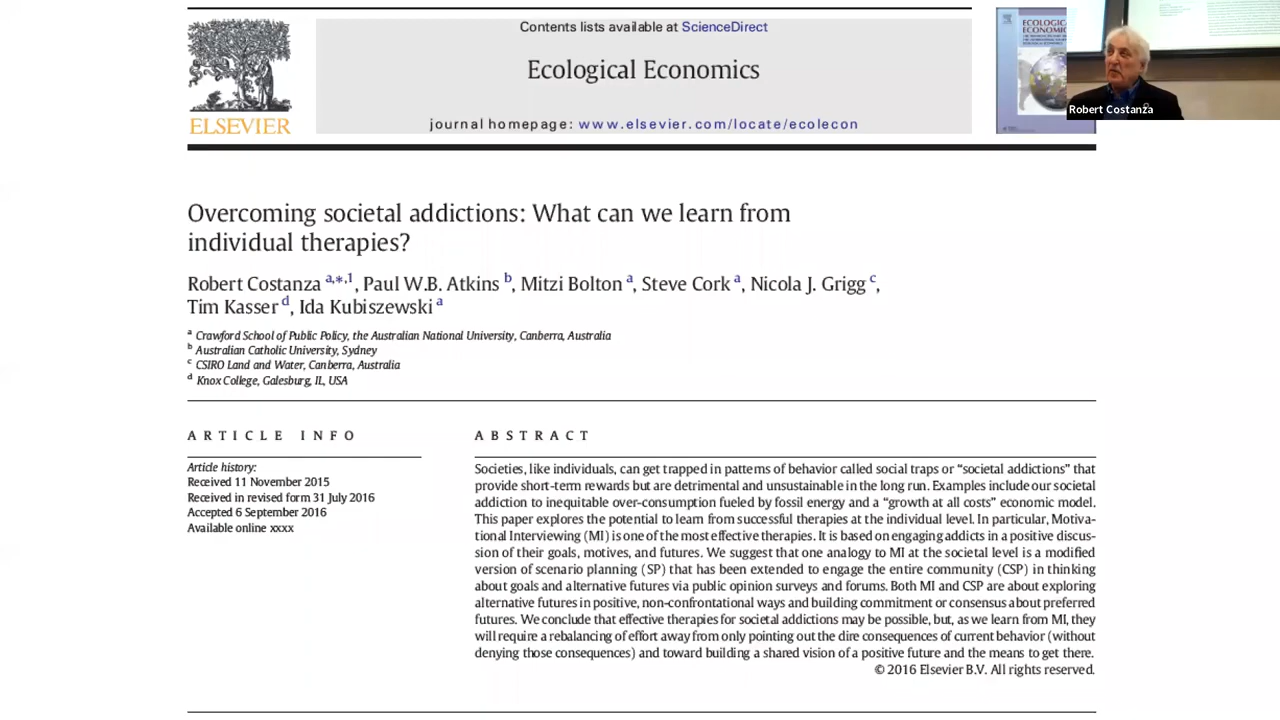 Contents lists available at ScienceDirect
Ecological Economics
journal homepage: www.elsevier.com/locate/ecolecon
ELSEVIER
ECOLOGICAL
ECONOMICS
Robert Costanza
Overcoming societal addictions: What can we learn from
individual therapies?
Robert Costanza a,*,1, Paul W.B. Atkins b, Mitzi Bolton a, Steve Cork a, Nicola J. Grigg c,
Tim Kasser d, Ida Kubiszewski a
a Crawford School of Public Policy, the Australian National University, Canberra, Australia
b Australian Catholic University, Sydney
c CSIRO Land and Water, Canberra, Australia
d Knox College, Galesburg, IL, USA
ARTICLE INFO
Article history:
Received 11 November 2015
Received in revised form 31 July 2016
Accepted 6 September 2016
Available online xxxx
ABSTRACT
Societies, like individuals, can get trapped in patterns of behavior called social traps or “societal addictions” that
provide short-term rewards but are detrimental and unsustainable in the long run. Examples include our societal
addiction to inequitable over-consumption fueled by fossil energy and a “growth at all costs” economic model.
This paper explores the potential to learn from successful therapies at the individual level. In particular, Motiva-
tional Interviewing (MI) is one of the most effective therapies. It is based on engaging addicts in a positive discus-
sion of their goals, motives, and futures. We suggest that one analogy to MI at the societal level is a modified
version of scenario planning (SP) that has been extended to engage the entire community (CSP) in thinking
about goals and alternative futures via public opinion surveys and forums. Both MI and CSP are about exploring
alternative futures in positive, non-confrontational ways and building commitment or consensus about preferred
futures. We conclude that effective therapies for societal addictions may be possible, but, as we learn from MI, they
will require a rebalancing of effort away from only pointing out the dire consequences of current behavior (without
denying those consequences) and toward building a shared vision of a positive future and the means to get there.
© 2016 Elsevier B.V. All rights reserved.